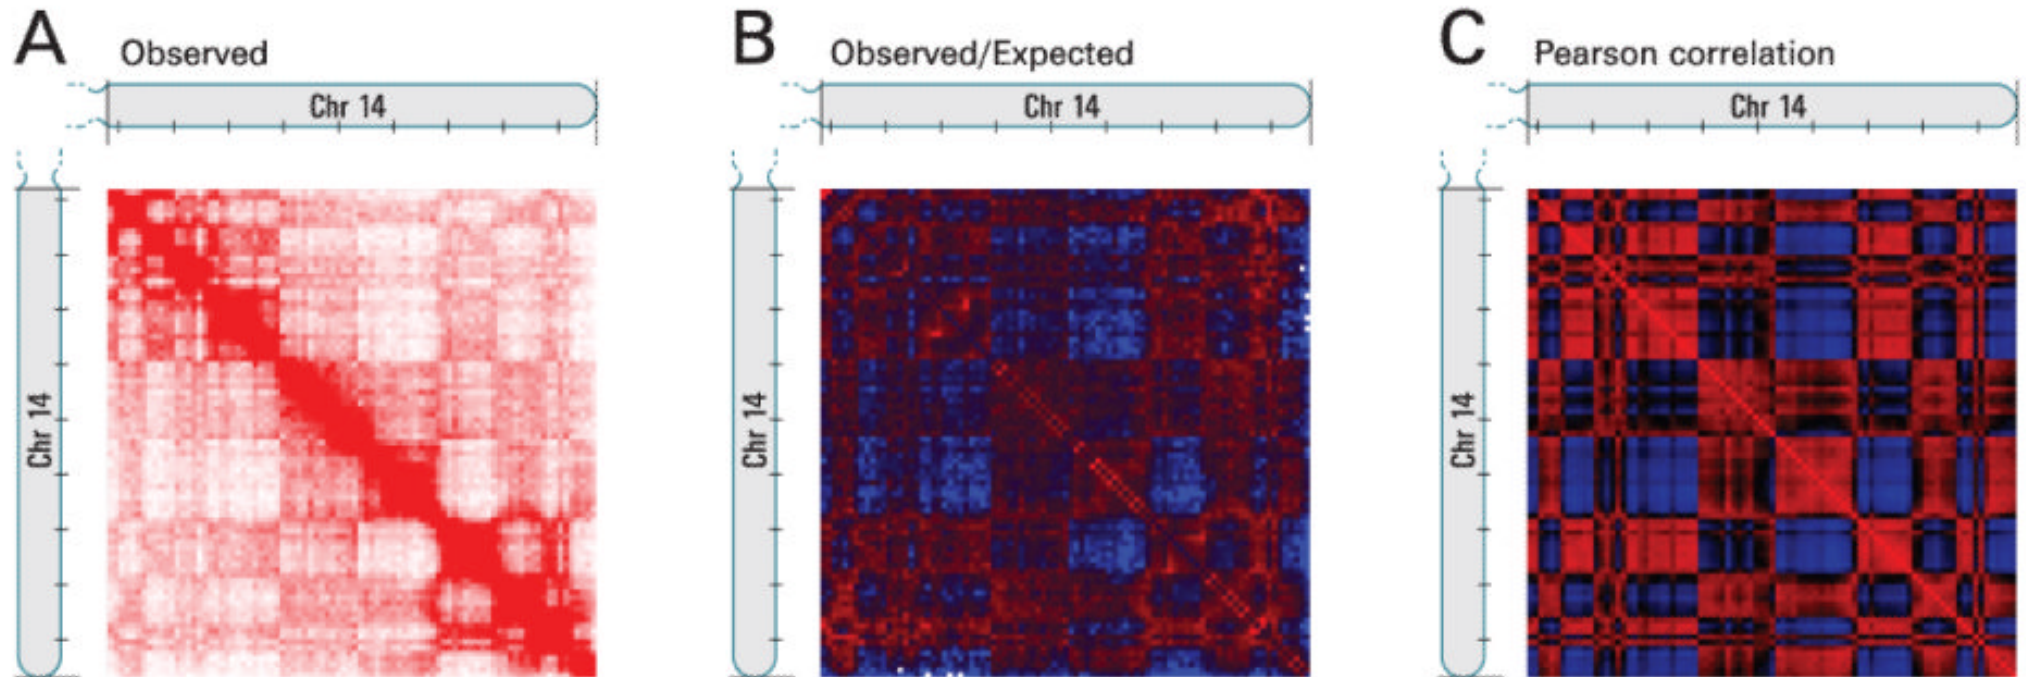 A Observed
Chr 14
Chr 14
B Observed/Expected
Chr 14
Chr 14
C Pearson correlation
Chr 14
Chr 14